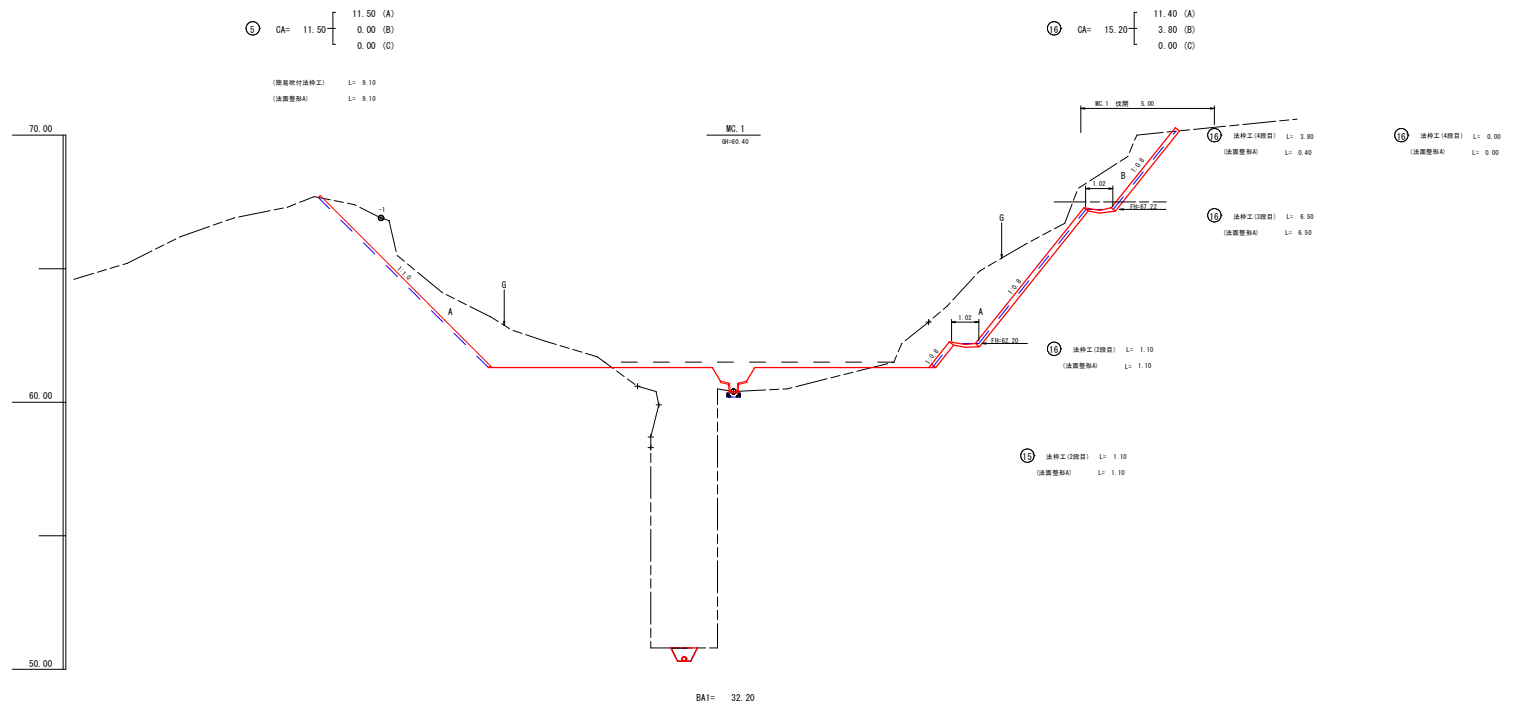 ⑤ CA= 11.50
11.50 (A)
0.00 (B)
0.00 (C)
(簡易吹付法枠工) L= 9.10
(法面整形A) L= 9.10
⑯ CA= 15.20
11.40 (A)
3.80 (B)
0.00 (C)
MC.1 伐開 5.00
70.00
MC.1
GH=60.40
⑯ 法枠工(4段目) L= 3.80
(法面整形A) L= 0.40
⑯ 法枠工(4段目) L= 0.00
(法面整形A) L= 0.00
1:0.8
B
1.02
-1
FH=67.22
⑯ 法枠工(3段目) L= 6.50
(法面整形A) L= 6.50
G
1:1.0
G
1:0.8
A
A
1.02
FH=62.20
⑯ 法枠工(2段目) L= 1.10
(法面整形A) L= 1.10
1:0.8
60.00
⑮ 法枠工(2段目) L= 1.10
(法面整形A) L= 1.10
50.00
BA1= 32.20